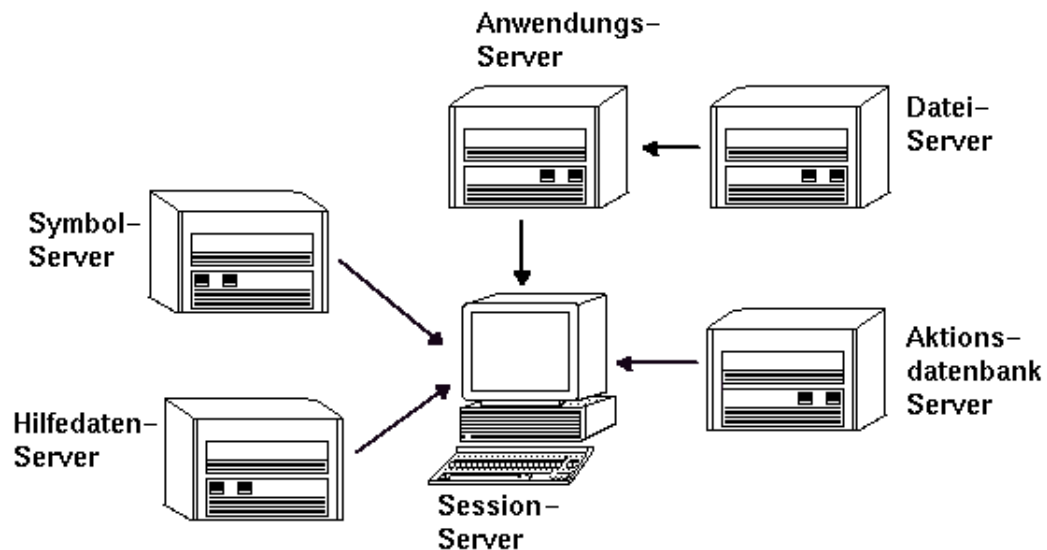 Anwendungs–
Server
Datei–
Server
Symbol–
Server
Aktions–
datenbank
Server
Hilfedaten–
Server
Session–
Server